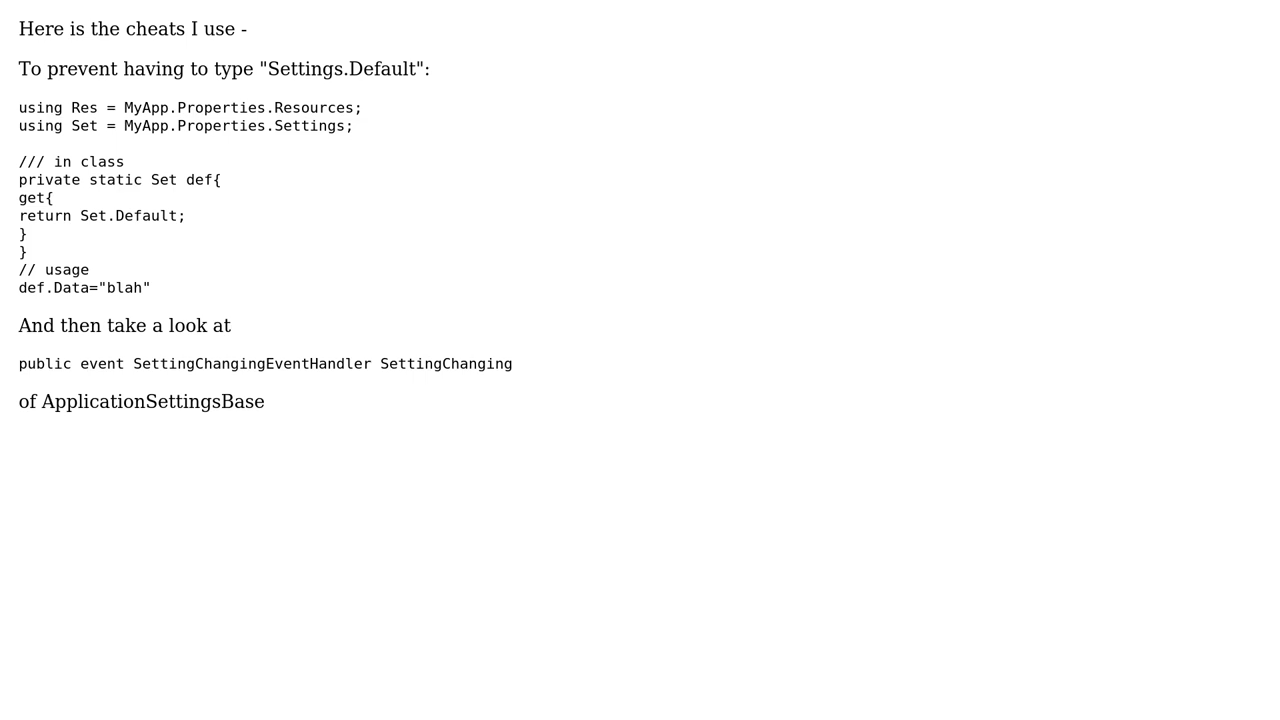 Here is the cheats I use -
To prevent having to type "Settings.Default":
using Res = MyApp.Properties.Resources;
using Set = MyApp.Properties.Settings;
/// in class
private static Set def{
get{
return Set.Default;
}
}
// usage
def.Data="blah"
And then take a look at
public event SettingChangingEventHandler SettingChanging
of ApplicationSettingsBase